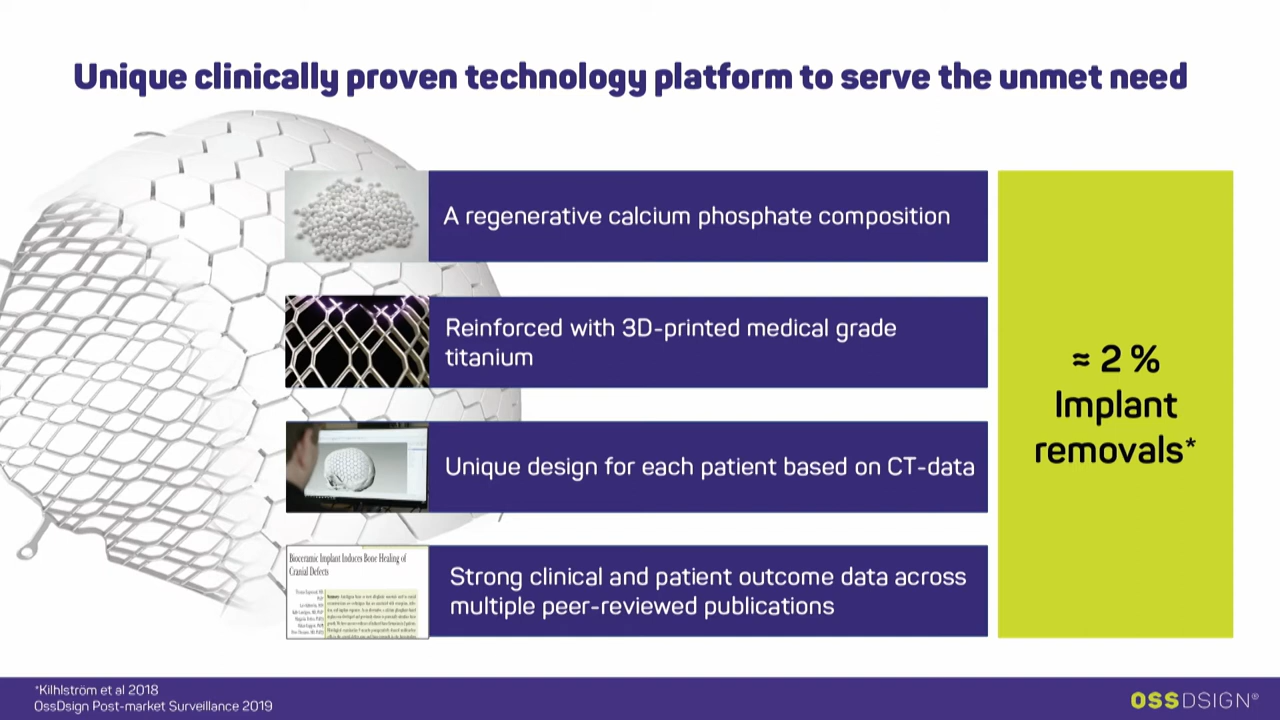 Unique clinically proven technology platform to serve the unmet need
A regenerative calcium phosphate composition
Reinforced with 3D-printed medical grade
titanium
Unique design for each patient based on CT-data
Bioceramic Implant Induces Bone Healing of
Cranial Defects
Strong clinical and patient outcome data across
multiple peer-reviewed publications
≈ 2 %
Implant
removals*
*Kilhlström et al 2018
OssDsign Post-market Surveillance 2019
OSSDSIGN®